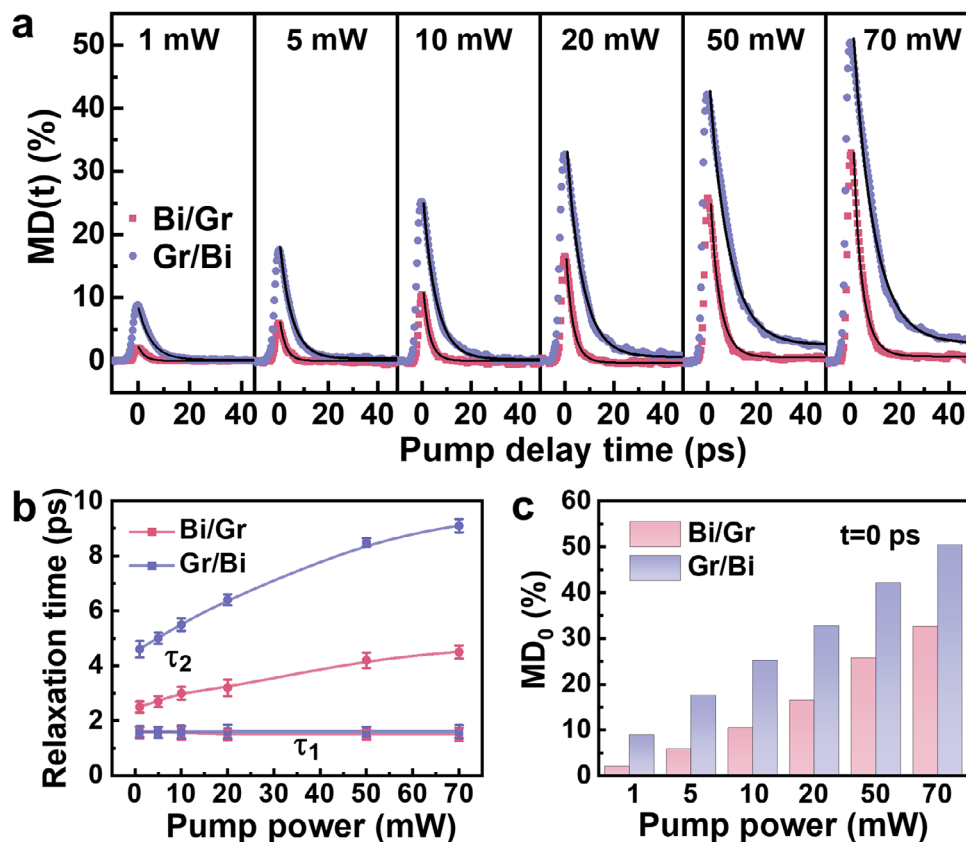 a
1 mW 5 mW 10 mW 20 mW 50 mW 70 mW
50
40
30
20
10
0
MD(t) (%)
Bi/Gr
Gr/Bi
0 20 40 0 20 40 0 20 40 0 20 40 0 20 40 0 20 40
Pump delay time (ps)
b
10
8
6
4
2
0
Relaxation time (ps)
Bi/Gr
Gr/Bi
τ2
τ1
0 10 20 30 40 50 60 70
Pump power (mW)
c
60
50
40
30
20
10
0
MD0 (%)
Bi/Gr
Gr/Bi
t=0 ps
1 5 10 20 50 70
Pump power (mW)